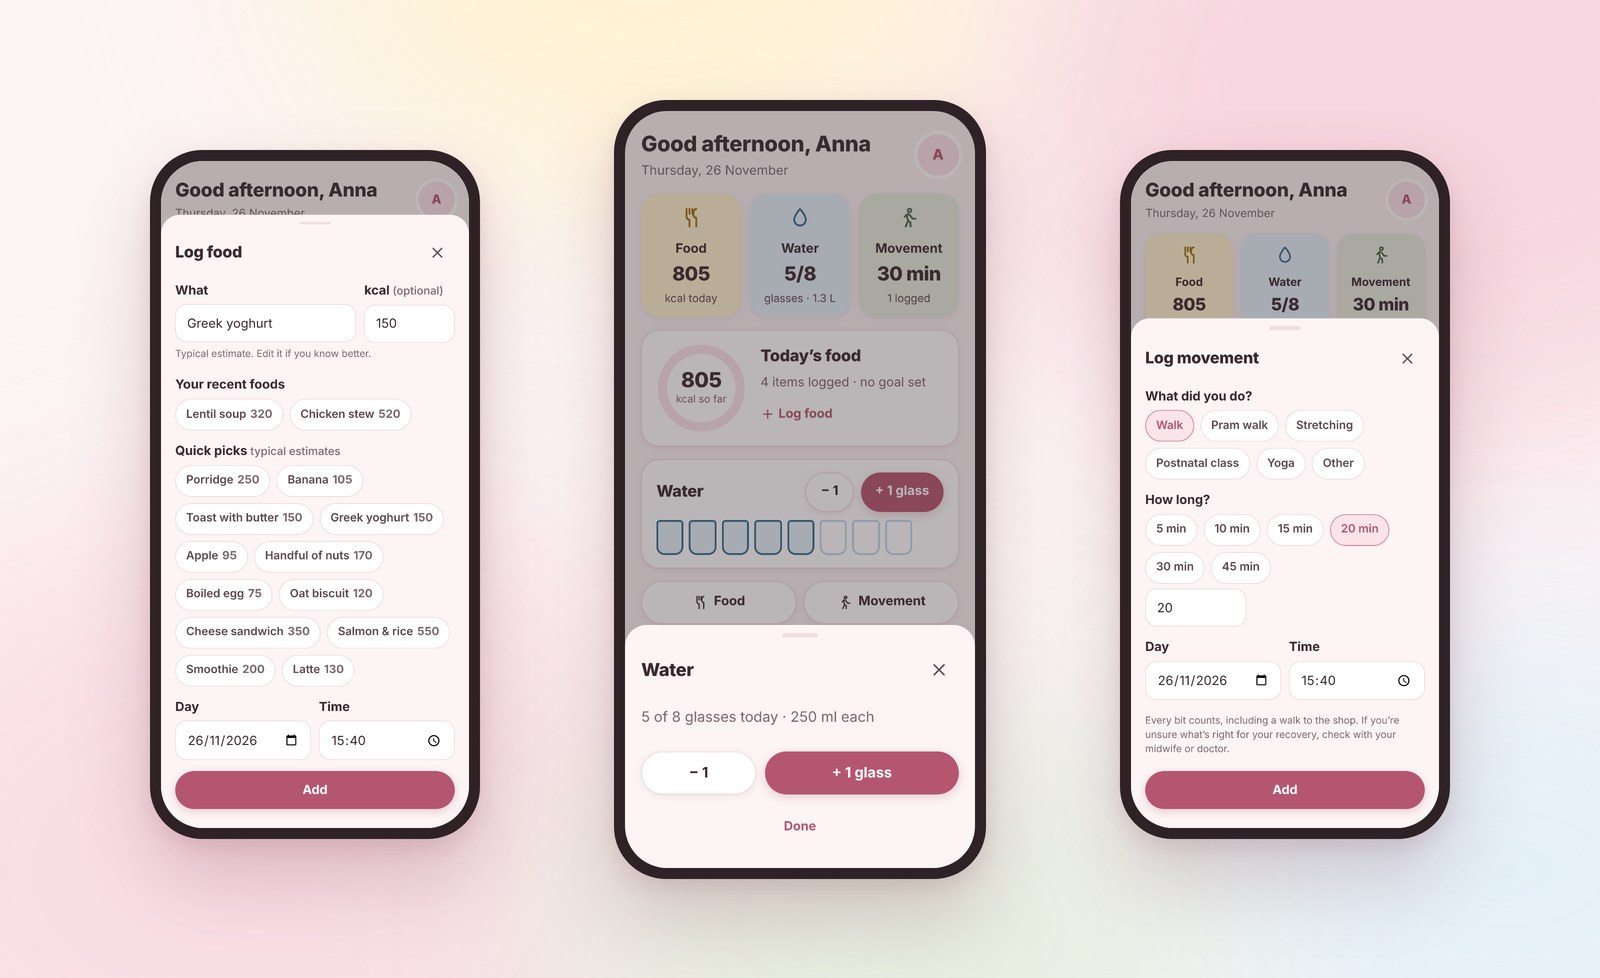 Good afternoon, Anna
A
Thursday, 26 November
Log food
What
kcal (optional)
Greek yoghurt
150
Typical estimate. Edit it if you know better.
Your recent foods
Lentil soup 320
Chicken stew 520
Quick picks typical estimates
Porridge 250
Banana 105
Toast with butter 150
Greek yoghurt 150
Apple 95
Handful of nuts 170
Boiled egg 75
Oat biscuit 120
Cheese sandwich 350
Salmon & rice 550
Smoothie 200
Latte 130
Day
Time
26/11/2026
15:40
Add
Good afternoon, Anna
Thursday, 26 November
A
Food
805
kcal today
Water
5/8
glasses · 1.3 L
Movement
30 min
1 logged
805
kcal so far
Today’s food
4 items logged · no goal set
+ Log food
Water
− 1
+ 1 glass
Food
Movement
Water
5 of 8 glasses today · 250 ml each
− 1
+ 1 glass
Done
Good afternoon, Anna
Thursday, 26 November
A
Food
805
Water
5/8
Movement
30 min
Log movement
What did you do?
Walk
Pram walk
Stretching
Postnatal class
Yoga
Other
How long?
5 min
10 min
15 min
20 min
30 min
45 min
20
Day
Time
26/11/2026
15:40
Every bit counts, including a walk to the shop. If you’re
unsure what’s right for your recovery, check with your
midwife or doctor.
Add